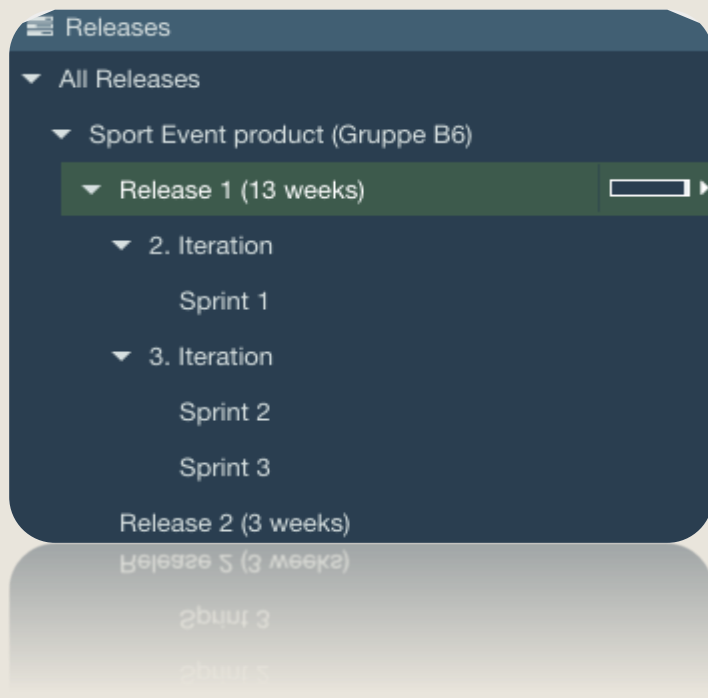 Releases
All Releases
Sport Event product (Gruppe B6)
Release 1 (13 weeks)
2. Iteration
Sprint 1
3. Iteration
Sprint 2
Sprint 3
Release 2 (3 weeks)